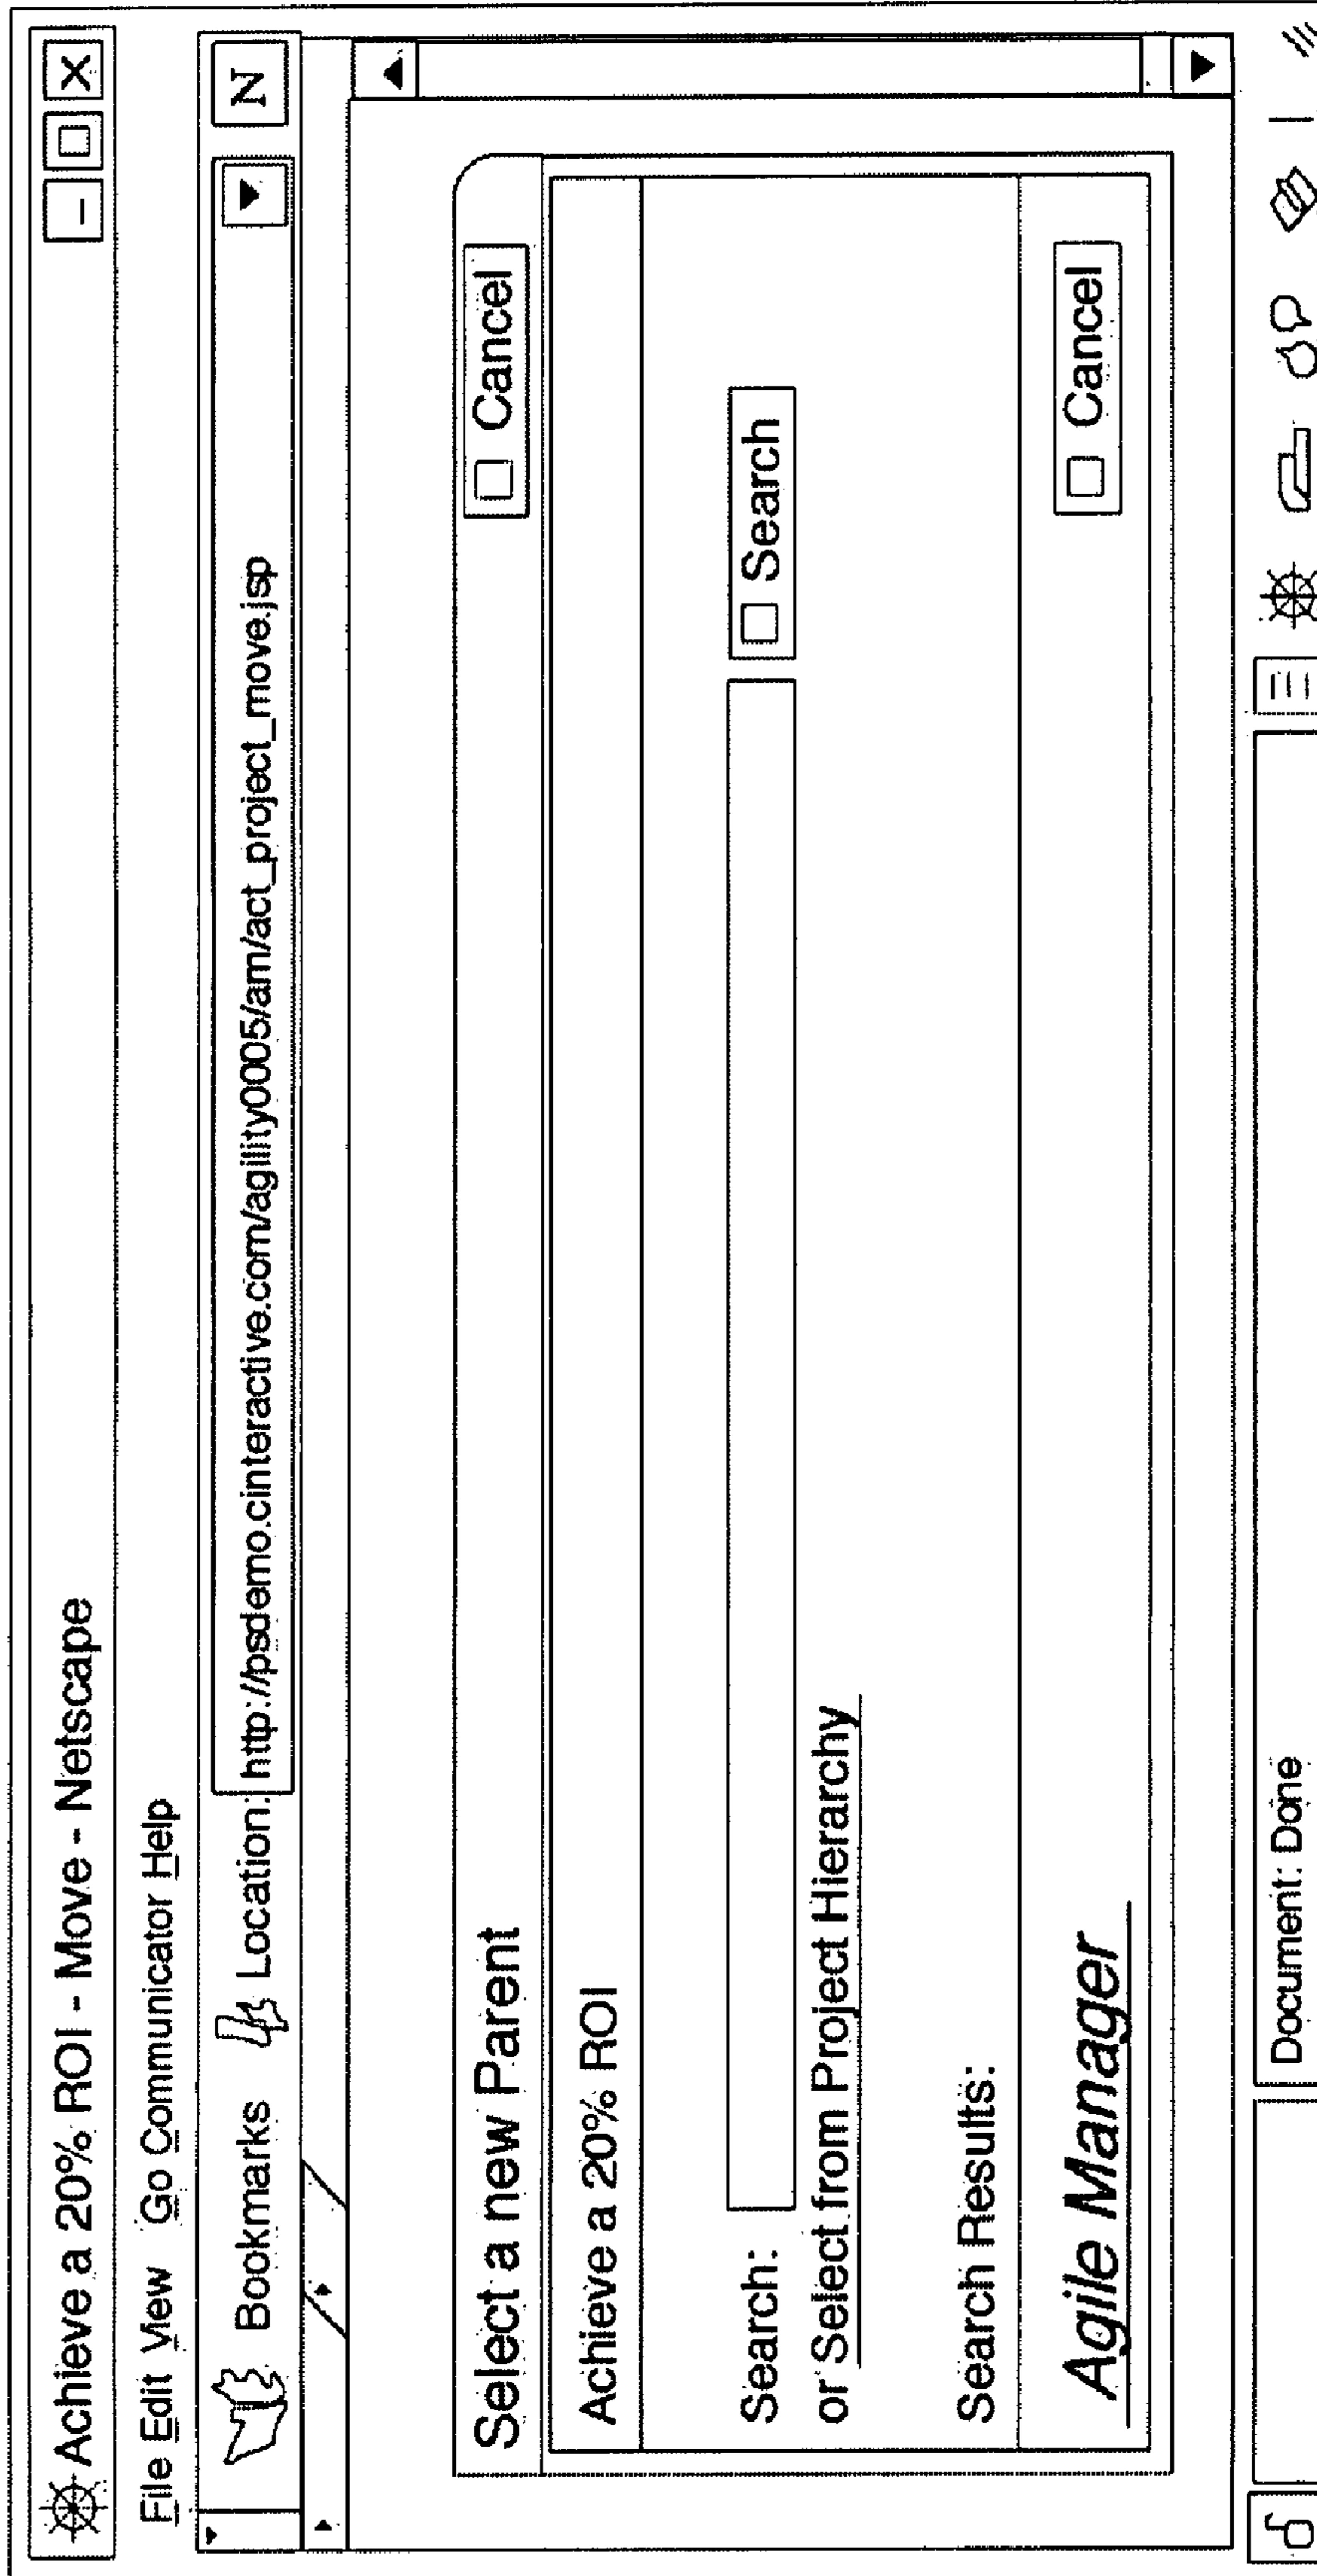 Achieve a 20% ROI - Move - Netscape
File Edit View Go Communicator Help
Bookmarks Location: http://psdemo.cinteractive.com/agility0005/am/act_project_move.jsp N
Select a new Parent Cancel
Achieve a 20% ROI
Search: Search
or Select from Project Hierarchy
Search Results:
Agile Manager Cancel
Document: Done